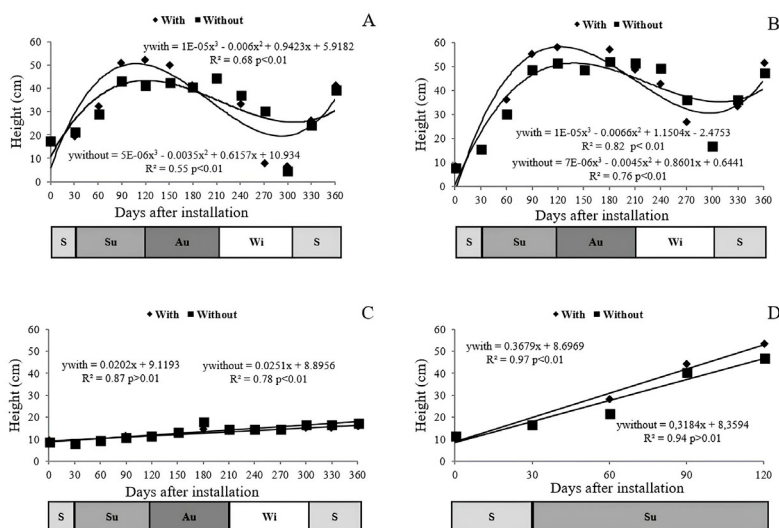 A
With Without
ywith = 1E-05x³ - 0.006x² + 0.9423x + 5.9182
R² = 0.68 p<0.01
ywithout = 5E-06x³ - 0.0035x² + 0.6157x + 10.934
R² = 0.55 p<0.01
Height (cm)
60
50
40
30
20
10
0
0 30 60 90 120 150 180 210 240 270 300 330 360
Days after installation
S Su Au Wi S
B
With Without
ywith = 1E-05x³ - 0.0066x² + 1.1504x - 2.4753
R² = 0.82 p< 0.01
ywithout = 7E-06x³ - 0.0045x² + 0.8601x + 0.6441
R² = 0.76 p<0.01
Height (cm)
60
50
40
30
20
10
0
0 30 60 90 120 150 180 210 240 270 300 330 360
Days after installation
S Su Au Wi S
C
With Without
ywith = 0.0202x + 9.1193
R² = 0.87 p>0.01
ywithout = 0.0251x + 8.8956
R² = 0.78 p<0.01
Height (cm)
60
50
40
30
20
10
0
0 30 60 90 120 150 180 210 240 270 300 330 360
Days after installation
S Su Au Wi S
D
With Without
ywith = 0.3679x + 8.6969
R² = 0.97 p<0.01
ywithout = 0,3184x + 8,3594
R² = 0.94 p>0.01
Height (cm)
60
50
40
30
20
10
0
0 30 60 90 120
Days after installation
S Su